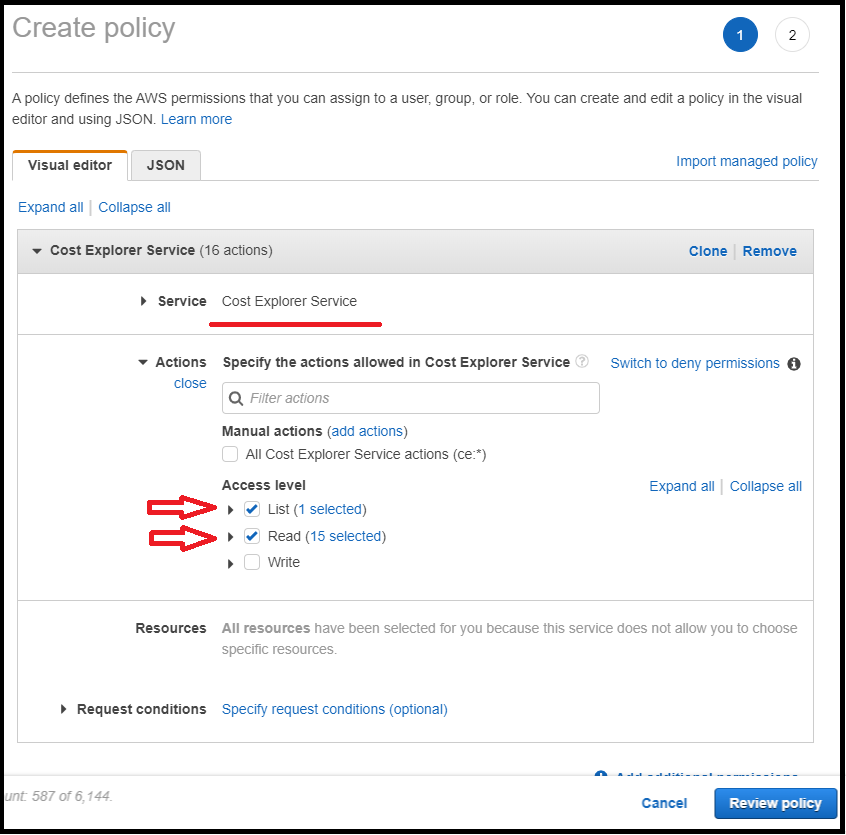 Create policy
1 2
A policy defines the AWS permissions that you can assign to a user, group, or role. You can create and edit a policy in the visual
editor and using JSON. Learn more
Visual editor JSON Import managed policy
Expand all | Collapse all
Cost Explorer Service (16 actions) Clone | Remove
Service Cost Explorer Service
Actions Specify the actions allowed in Cost Explorer Service ? Switch to deny permissions i
close
Filter actions
Manual actions (add actions)
All Cost Explorer Service actions (ce:*)
Access level Expand all | Collapse all
List (1 selected)
Read (15 selected)
Write
Resources All resources have been selected for you because this service does not allow you to choose
specific resources.
Request conditions Specify request conditions (optional)
Add additional permissions
unt: 587 of 6,144.
Cancel Review policy